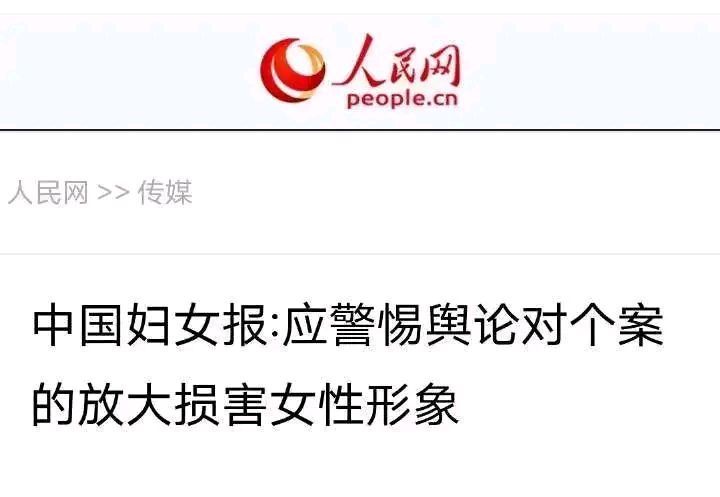 人民网
people.cn
人民网 >> 传媒
中国妇女报:应警惕舆论对个案
的放大损害女性形象